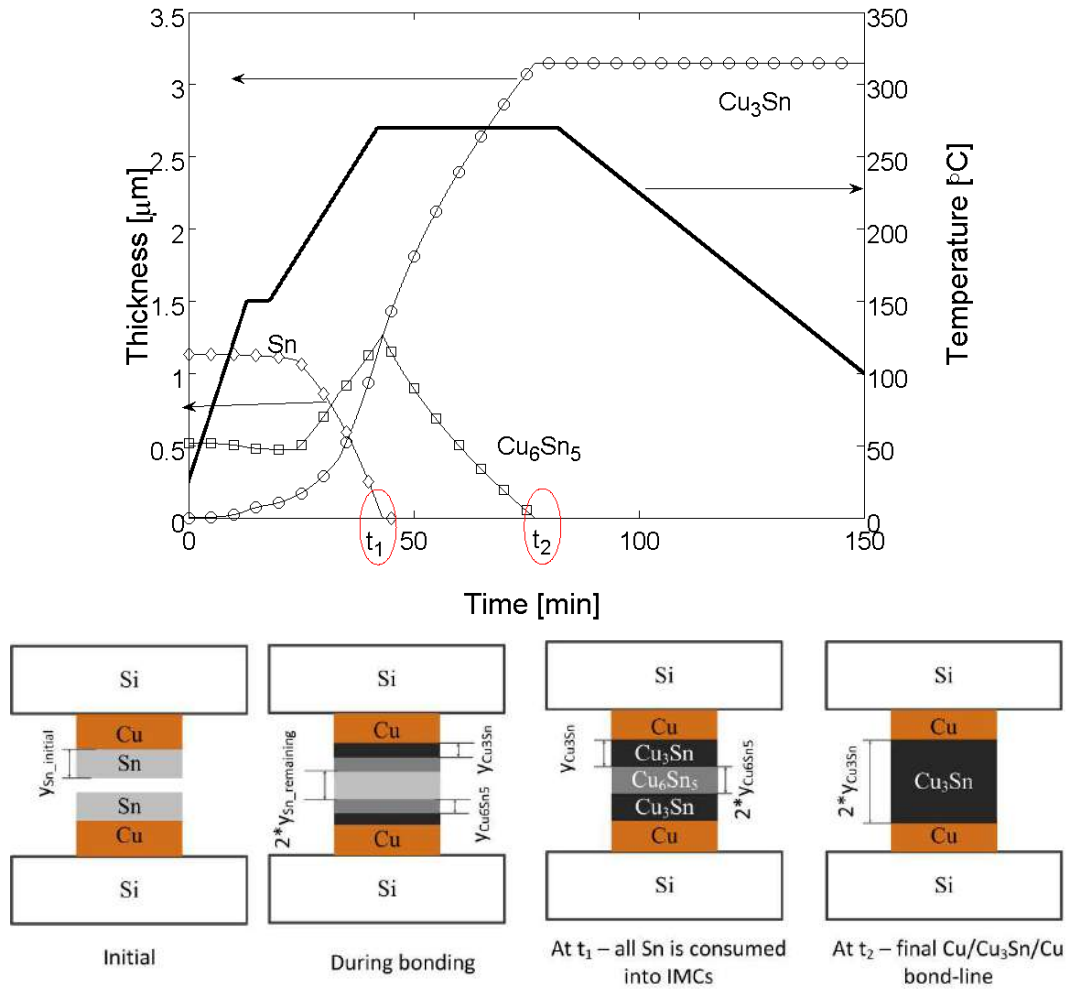 3.5
3
2.5
2
1.5
1
0.5
0
Thickness [μm]
350
300
250
200
150
100
50
0
Temperature [°C]
Cu₃Sn
Sn
Cu₆Sn₅
0
t₁
50
t₂
100
150
Time [min]
Si
Cu
Sn
Sn
Cu
Si
ySn_initial
Initial
Si
Cu
Cu
Si
yCu3Sn
2*ySn_remaining
yCu6Sn5
During bonding
Si
Cu
Cu₃Sn
Cu₆Sn₅
Cu₃Sn
Cu
Si
yCu3Sn
2*yCu6Sn5
At t₁ – all Sn is consumed
into IMCs
Si
Cu
Cu₃Sn
Cu
Si
2*yCu3Sn
At t₂ – final Cu/Cu₃Sn/Cu
bond-line